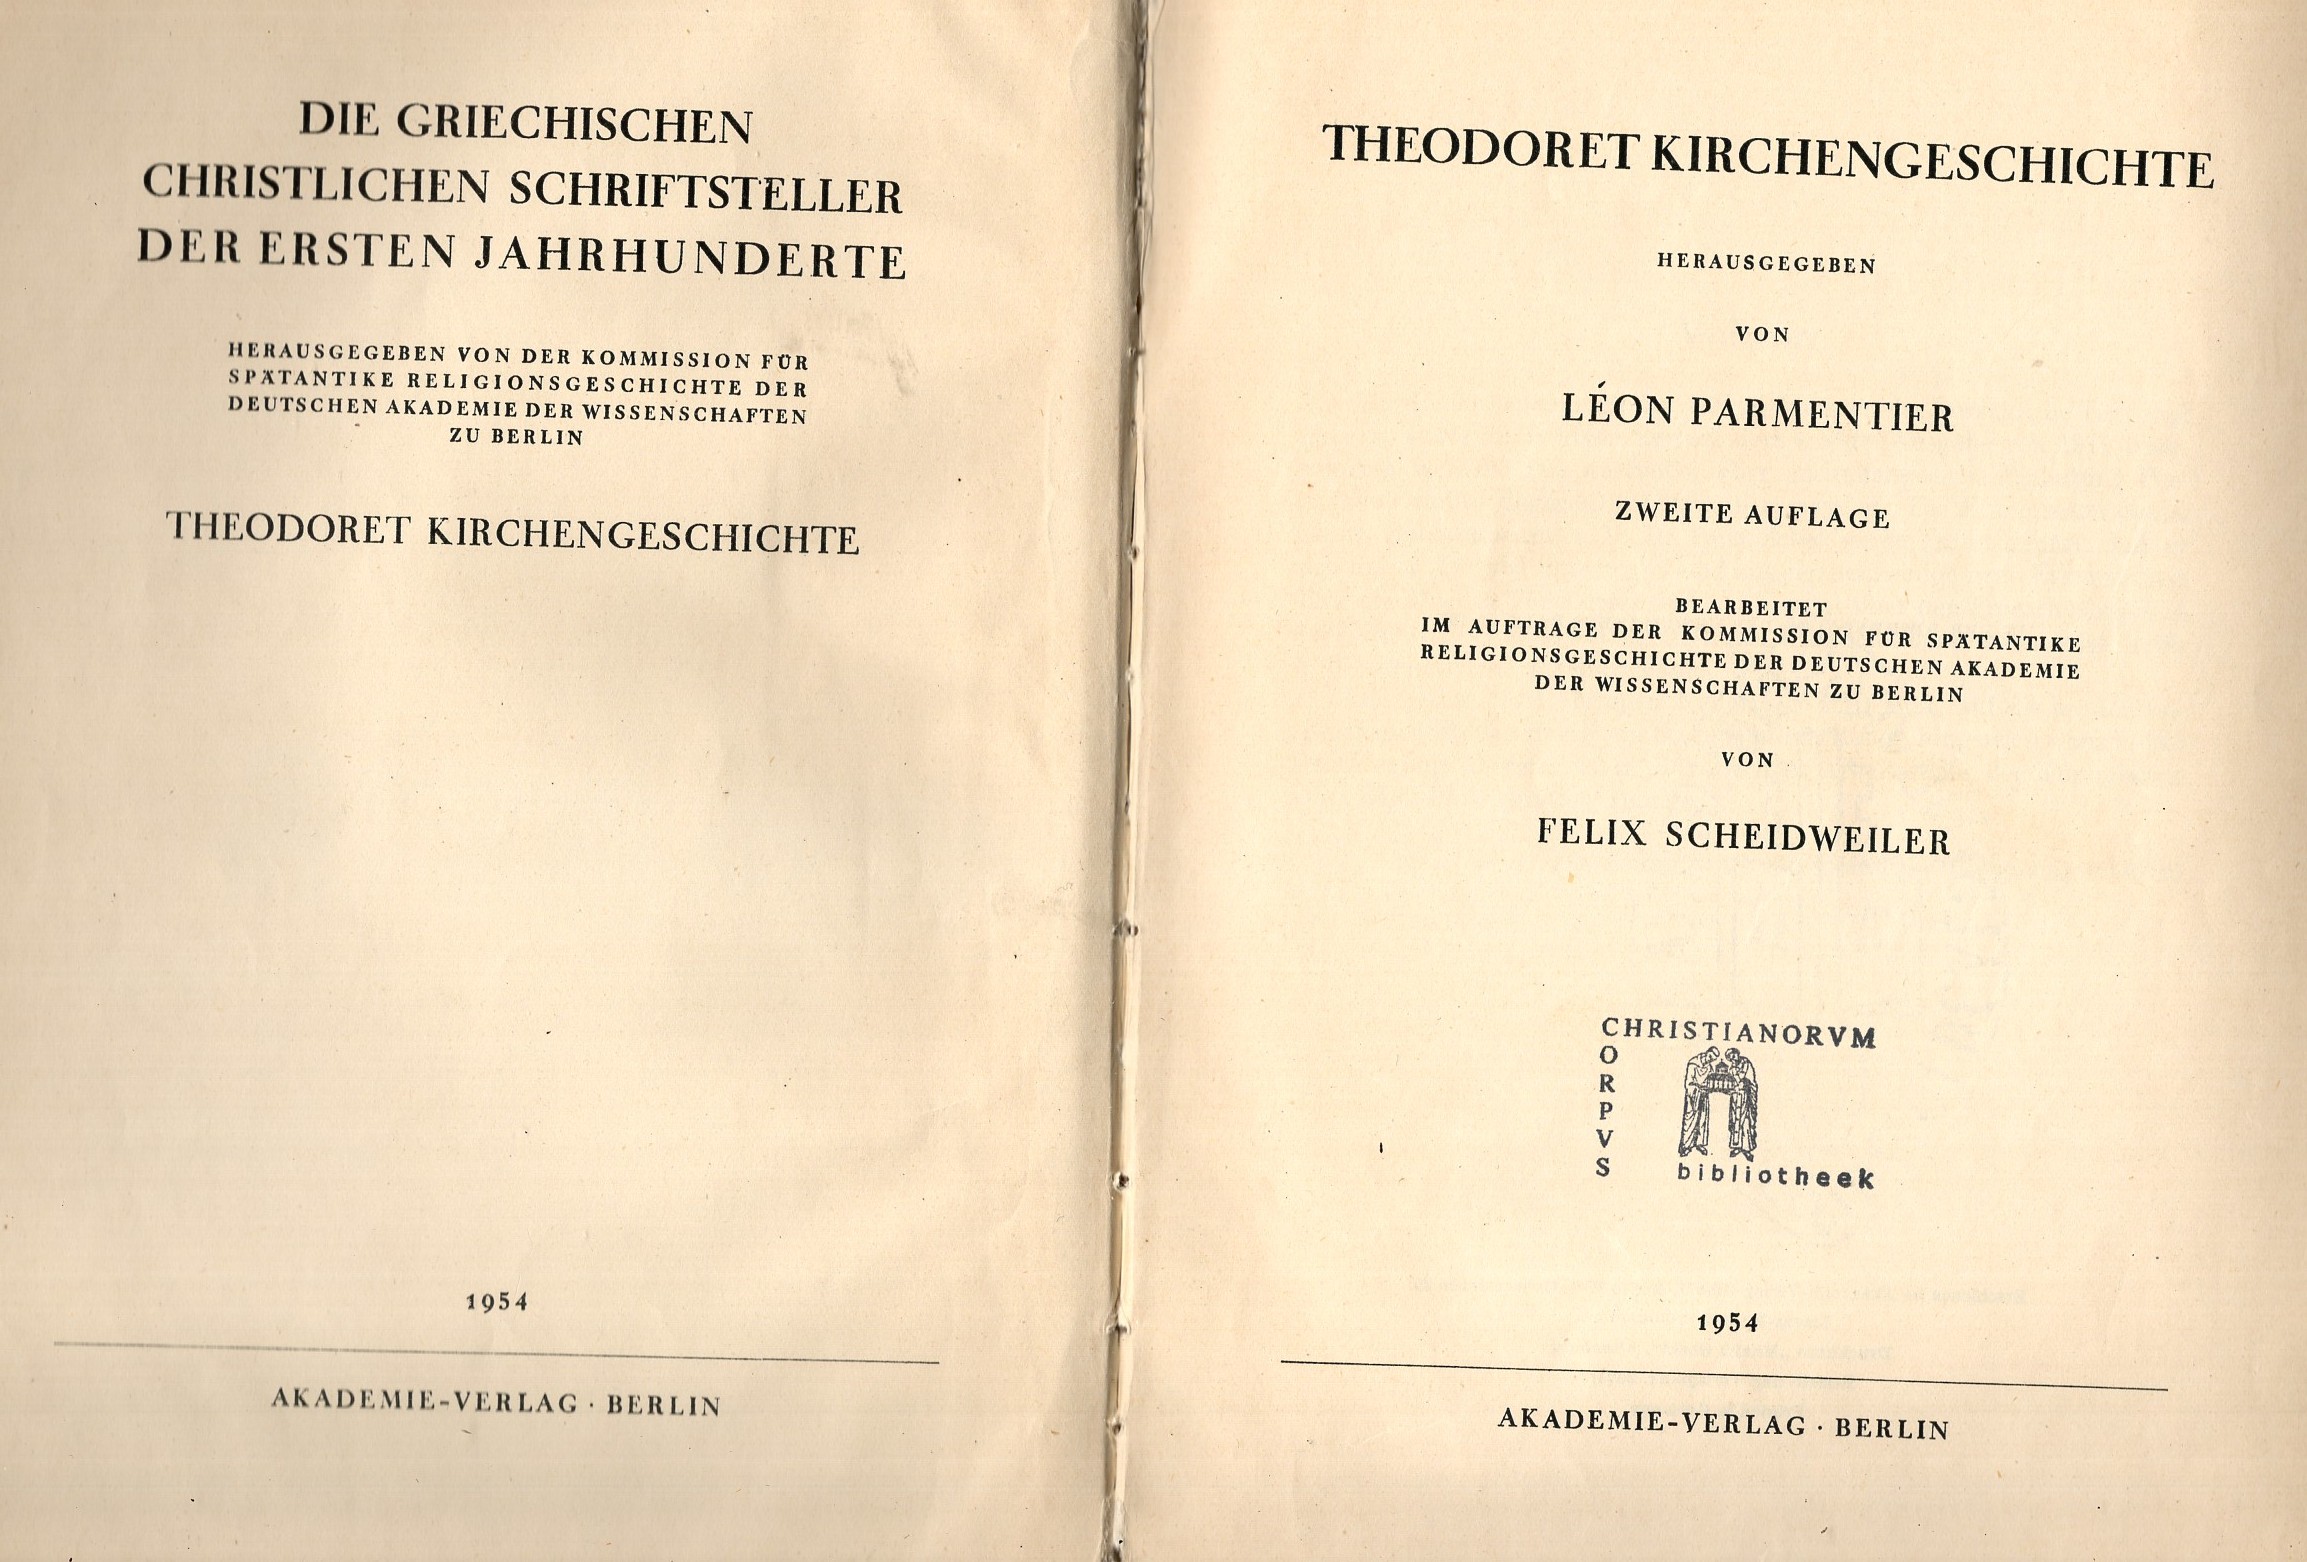 DIE GRIECHISCHEN
CHRISTLICHEN SCHRIFTSTELLER
DER ERSTEN JAHRHUNDERTE
HERAUSGEGEBEN VON DER KOMMISSION FÜR
SPÄTANTIKE RELIGIONSGESCHICHTE DER
DEUTSCHEN AKADEMIE DER WISSENSCHAFTEN
ZU BERLIN
THEODORET KIRCHENGESCHICHTE
1954
AKADEMIE-VERLAG · BERLIN
THEODORET KIRCHENGESCHICHTE
HERAUSGEGEBEN
VON
LÉON PARMENTIER
ZWEITE AUFLAGE
BEARBEITET
IM AUFTRAGE DER KOMMISSION FÜR SPÄTANTIKE
RELIGIONSGESCHICHTE DER DEUTSCHEN AKADEMIE
DER WISSENSCHAFTEN ZU BERLIN
VON
FELIX SCHEIDWEILER
CHRISTIANORVM
O
R
P
V
S
bibliotheek
1954
AKADEMIE-VERLAG · BERLIN